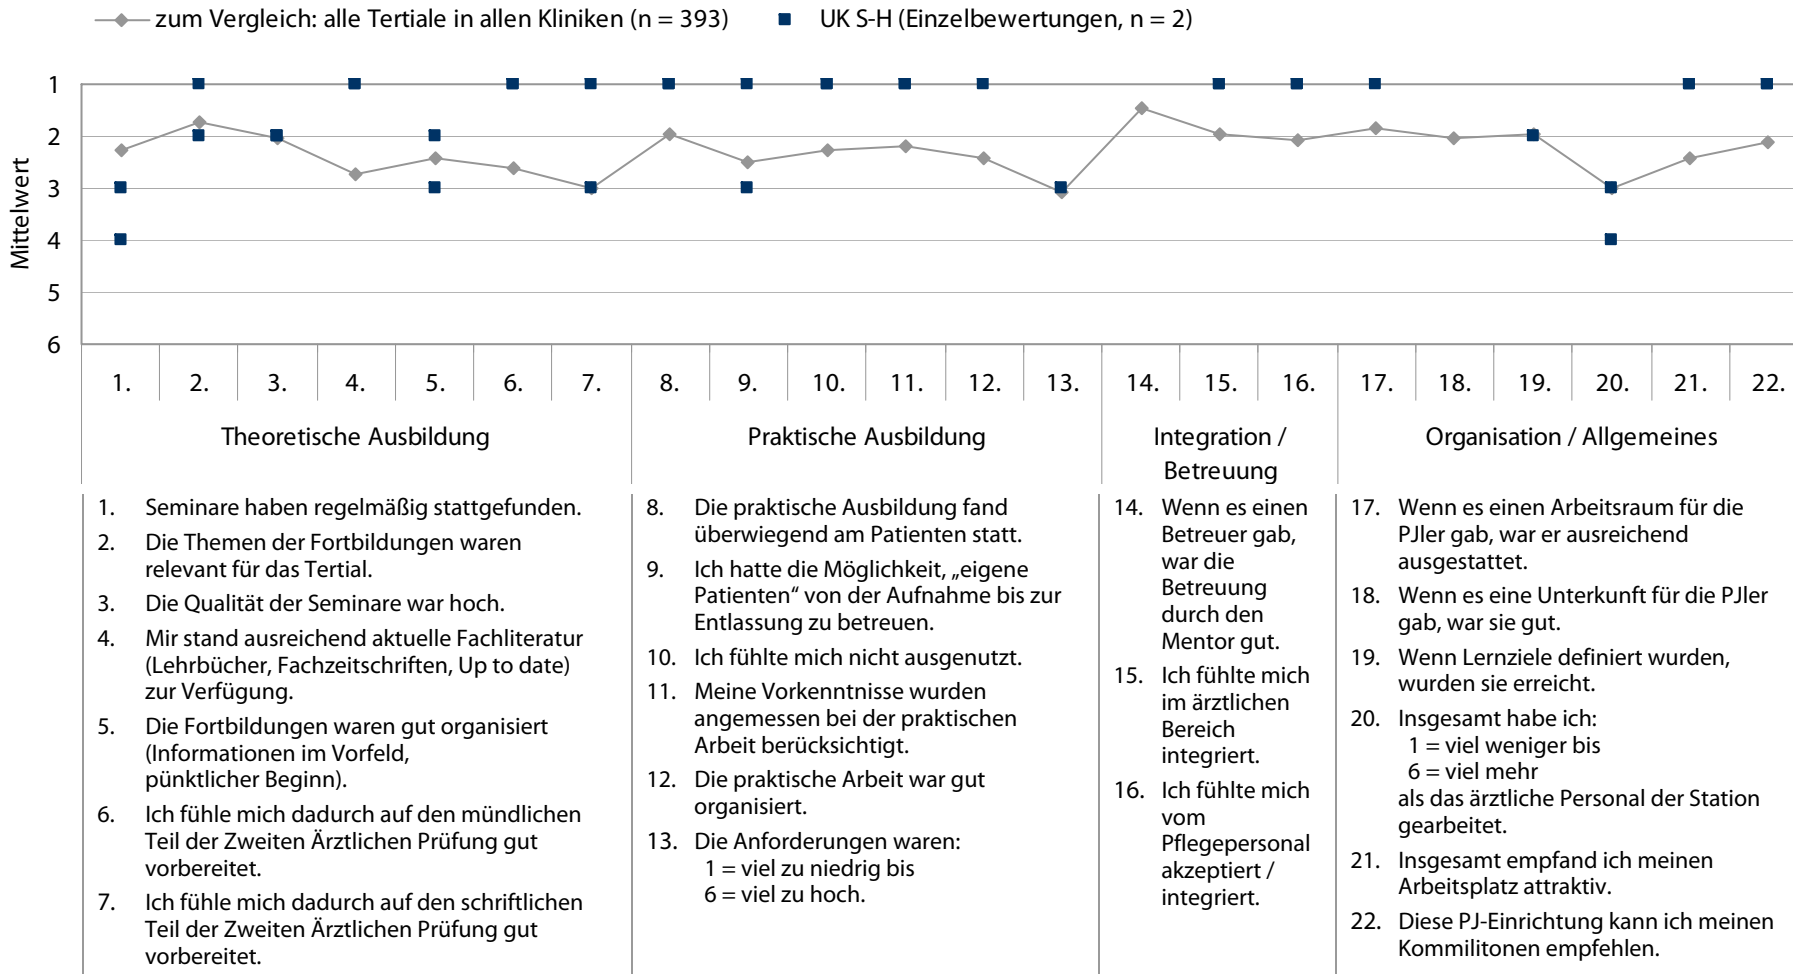 zum Vergleich: alle Tertiale in allen Kliniken (n = 393)
UK S-H (Einzelbewertungen, n = 2)
Mittelwert
1
2
3
4
5
6
1. 2. 3. 4. 5. 6. 7. 8. 9. 10. 11. 12. 13. 14. 15. 16. 17. 18. 19. 20. 21. 22.
Theoretische Ausbildung
Praktische Ausbildung
Integration /
Betreuung
Organisation / Allgemeines
1. Seminare haben regelmäßig stattgefunden.
2. Die Themen der Fortbildungen waren
relevant für das Tertial.
3. Die Qualität der Seminare war hoch.
4. Mir stand ausreichend aktuelle Fachliteratur
(Lehrbücher, Fachzeitschriften, Up to date)
zur Verfügung.
5. Die Fortbildungen waren gut organisiert
(Informationen im Vorfeld,
pünktlicher Beginn).
6. Ich fühle mich dadurch auf den mündlichen
Teil der Zweiten Ärztlichen Prüfung gut
vorbereitet.
7. Ich fühle mich dadurch auf den schriftlichen
Teil der Zweiten Ärztlichen Prüfung gut
vorbereitet.
8. Die praktische Ausbildung fand
überwiegend am Patienten statt.
9. Ich hatte die Möglichkeit, „eigene
Patienten“ von der Aufnahme bis zur
Entlassung zu betreuen.
10. Ich fühlte mich nicht ausgenutzt.
11. Meine Vorkenntnisse wurden
angemessen bei der praktischen
Arbeit berücksichtigt.
12. Die praktische Arbeit war gut
organisiert.
13. Die Anforderungen waren:
1 = viel zu niedrig bis
6 = viel zu hoch.
14. Wenn es einen
Betreuer gab,
war die
Betreuung
durch den
Mentor gut.
15. Ich fühlte mich
im ärztlichen
Bereich
integriert.
16. Ich fühlte mich
vom
Pflegepersonal
akzeptiert /
integriert.
17. Wenn es einen Arbeitsraum für die
PJler gab, war er ausreichend
ausgestattet.
18. Wenn es eine Unterkunft für die PJler
gab, war sie gut.
19. Wenn Lernziele definiert wurden,
wurden sie erreicht.
20. Insgesamt habe ich:
1 = viel weniger bis
6 = viel mehr
als das ärztliche Personal der Station
gearbeitet.
21. Insgesamt empfand ich meinen
Arbeitsplatz attraktiv.
22. Diese PJ-Einrichtung kann ich meinen
Kommilitonen empfehlen.